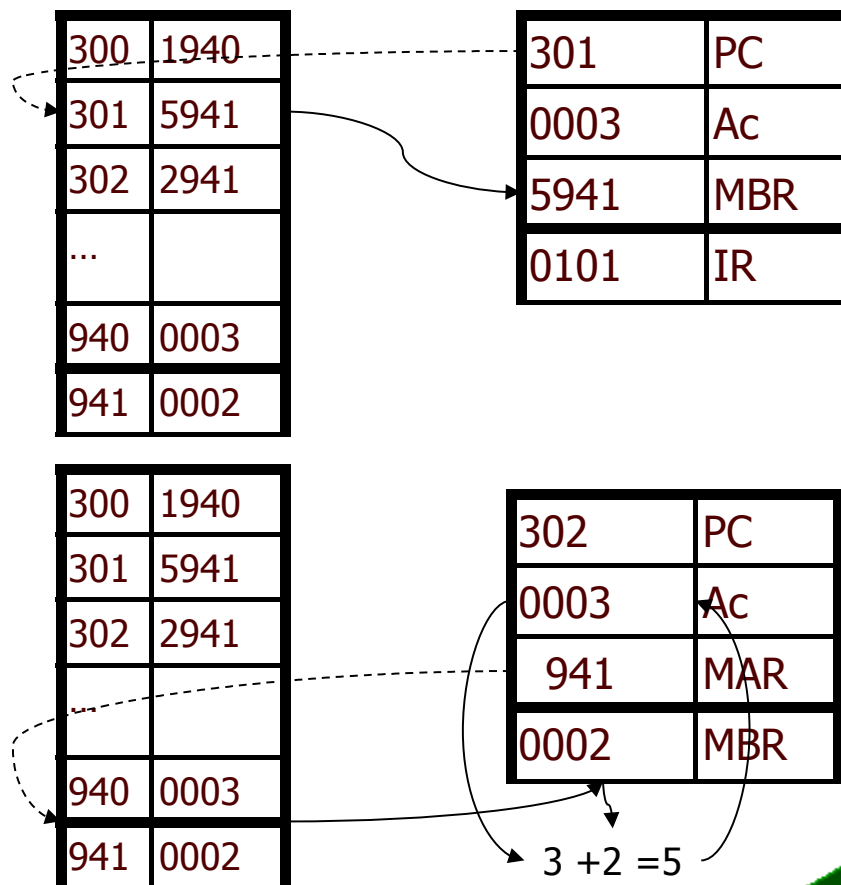 300 1940
301 5941
302 2941
...
940 0003
941 0002
301 PC
0003 Ac
5941 MBR
0101 IR
300 1940
301 5941
302 2941
...
940 0003
941 0002
302 PC
0003 Ac
941 MAR
0002 MBR
3 +2 =5